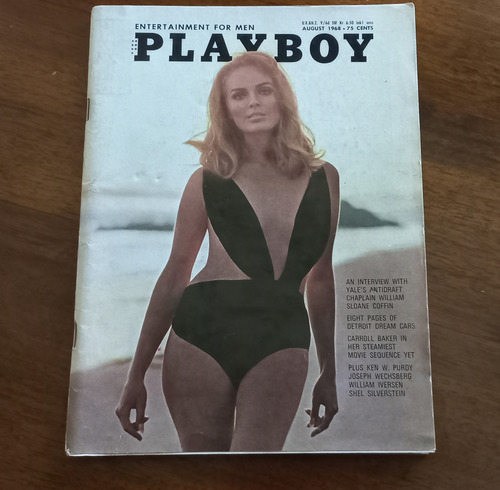 ENTERTAINMENT FOR MEN
AUGUST 1968 • 75 CENTS
PLAYBOY
AN INTERVIEW WITH
YALE'S ANTIDRAFT
CHAPLAIN WILLIAM
SLOANE COFFIN
EIGHT PAGES OF
DETROIT DREAM CARS
CARROLL BAKER IN
HER STEAMIEST
MOVIE SEQUENCE YET
PLUS KEN W. PURDY
JOSEPH WECHSBERG
WILLIAM IVERSEN
SHEL SILVERSTEIN